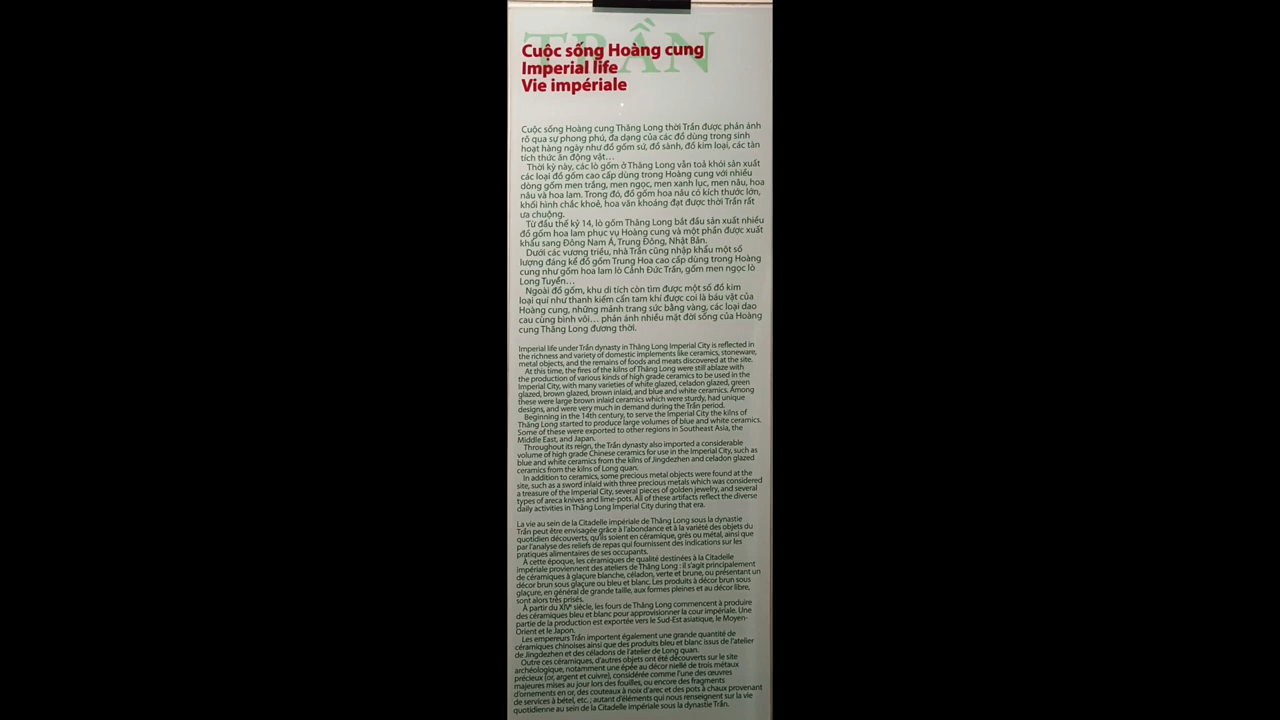 TRẦN
Cuộc sống Hoàng cung
Imperial life
Vie impériale
Cuộc sống Hoàng cung Thăng Long thời Trần được phản ánh
rõ qua sự phong phú, đa dạng của các đồ dùng trong sinh
hoạt hàng ngày như đồ gốm sứ, đồ sành, đồ kim loại, các tàn
tích thức ăn động vật…
Thời kỳ này, các lò gốm ở Thăng Long vẫn toả khói sản xuất
các loại đồ gốm cao cấp dùng trong Hoàng cung với nhiều
dòng gốm men trắng, men ngọc, men xanh lục, men nâu, hoa
nâu và hoa lam. Trong đó, đồ gốm hoa nâu có kích thước lớn,
khối hình chắc khoẻ, hoa văn khoáng đạt được thời Trần rất
ưa chuộng.
Từ đầu thế kỷ 14, lò gốm Thăng Long bắt đầu sản xuất nhiều
đồ gốm hoa lam phục vụ Hoàng cung và một phần được xuất
khẩu sang Đông Nam Á, Trung Đông, Nhật Bản.
Dưới các vương triều, nhà Trần cũng nhập khẩu một số
lượng đáng kể đồ gốm Trung Hoa cao cấp dùng trong Hoàng
cung như gốm hoa lam lò Cảnh Đức Trấn, gốm men ngọc lò
Long Tuyền…
Ngoài đồ gốm, khu di tích còn tìm được một số đồ kim
loại quí như thanh kiếm cẩn tam khí được coi là báu vật của
Hoàng cung, những mảnh trang sức bằng vàng, các loại dao
cau cùng bình vôi… phản ánh nhiều mặt đời sống của Hoàng
cung Thăng Long đương thời.
Imperial life under Trần dynasty in Thăng Long Imperial City is reflected in
the richness and variety of domestic implements like ceramics, stoneware,
metal objects, and the remains of foods and meats discovered at the site.
At this time, the fires of the kilns of Thăng Long were still ablaze with
the production of various kinds of high grade ceramics to be used in the
Imperial City, with many varieties of white glazed, celadon glazed, green
glazed, brown glazed, brown inlaid, and blue and white ceramics. Among
these were large brown inlaid ceramics which were sturdy, had unique
designs, and were very much in demand during the Trần period.
Beginning in the 14th century, to serve the Imperial City the kilns of
Thăng Long started to produce large volumes of blue and white ceramics.
Some of these were exported to other regions in Southeast Asia, the
Middle East, and Japan.
Throughout its reign, the Trần dynasty also imported a considerable
volume of high grade Chinese ceramics for use in the Imperial City, such as
blue and white ceramics from the kilns of Jingdezhen and celadon glazed
ceramics from the kilns of Long quan.
In addition to ceramics, some precious metal objects were found at the
site, such as a sword inlaid with three precious metals which was considered
a treasure of the Imperial City, several pieces of golden jewelry, and several
types of areca knives and lime-pots. All of these artifacts reflect the diverse
daily activities in Thăng Long Imperial City during that era.
La vie au sein de la Citadelle impériale de Thăng Long sous la dynastie
Trần peut être envisagée grâce à l'abondance et à la variété des objets du
quotidien découverts, qu'ils soient en céramique, grès ou métal, ainsi que
par l'analyse des reliefs de repas qui fournissent des indications sur les
pratiques alimentaires de ses occupants.
À cette époque, les céramiques de qualité destinées à la Citadelle
impériale proviennent des ateliers de Thăng Long : il s'agit principalement
de céramiques à glaçure blanche, céladon, verte et brune, ou présentant un
décor brun sous glaçure ou bleu et blanc. Les produits à décor brun sous
glaçure, en général de grande taille, aux formes pleines et au décor libre,
sont alors très prisés.
À partir du XIVe siècle, les fours de Thăng Long commencent à produire
des céramiques bleu et blanc pour approvisionner la cour impériale. Une
partie de la production est exportée vers le Sud-Est asiatique, le Moyen-
Orient et le Japon.
Les empereurs Trần importent également une grande quantité de
céramiques chinoises ainsi que des produits bleu et blanc issus de l'atelier
de Jingdezhen et des céladons de l'atelier de Long quan.
Outre ces céramiques, d'autres objets ont été découverts sur le site
archéologique, notamment une épée au décor niellé de trois métaux
précieux (or, argent et cuivre), considérée comme l'une des œuvres
majeures mises au jour lors des fouilles, ou encore des fragments
d'ornements en or, des couteaux à noix d'arec et des pots à chaux provenant
de services à bétel, etc. ; autant d'éléments qui nous renseignent sur la vie
quotidienne au sein de la Citadelle impériale sous la dynastie Trần.